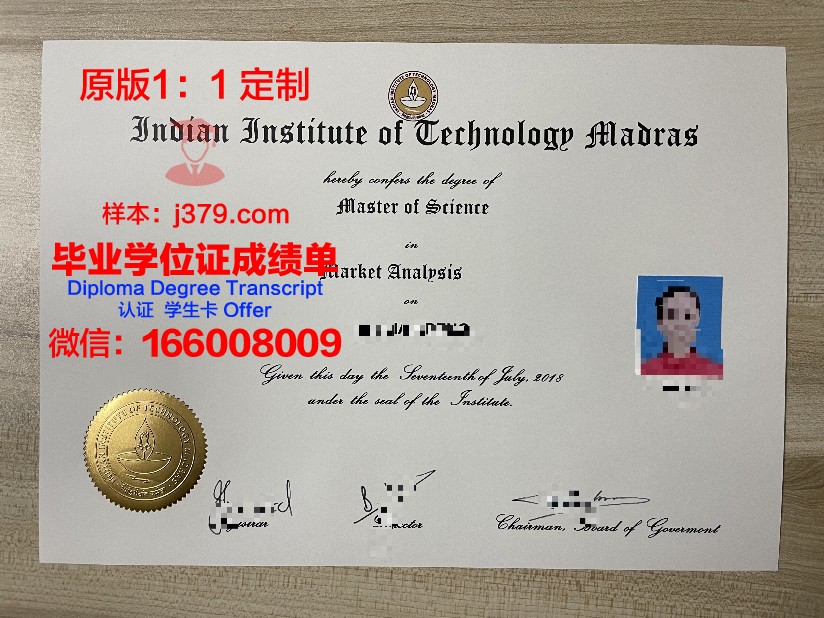 原版1：1 定制
Indian Institute of Technology Madras
hereby confers the degree of
Master of Science
样本：j379.com
in
毕业学位证成绩单
Market Analysis
Diploma Degree Transcript
on
认证 学生卡 Offer
微信：166008009
Given this day the Seventeenth of July, 2018
under the seal of the Institute.
Chairman, Board of Goverment